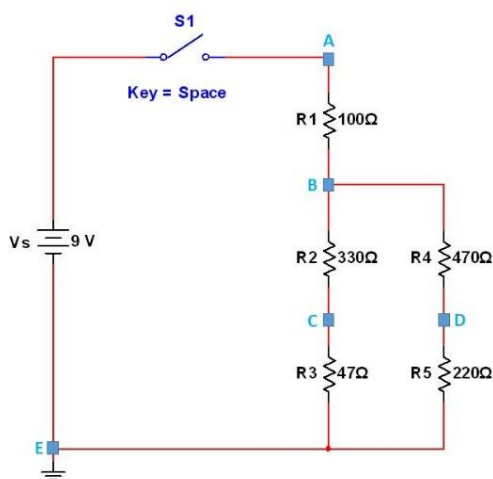 S1
A
Key = Space
R1 100Ω
B
Vs 9 V
R2 330Ω
R4 470Ω
C
D
R3 47Ω
R5 220Ω
E